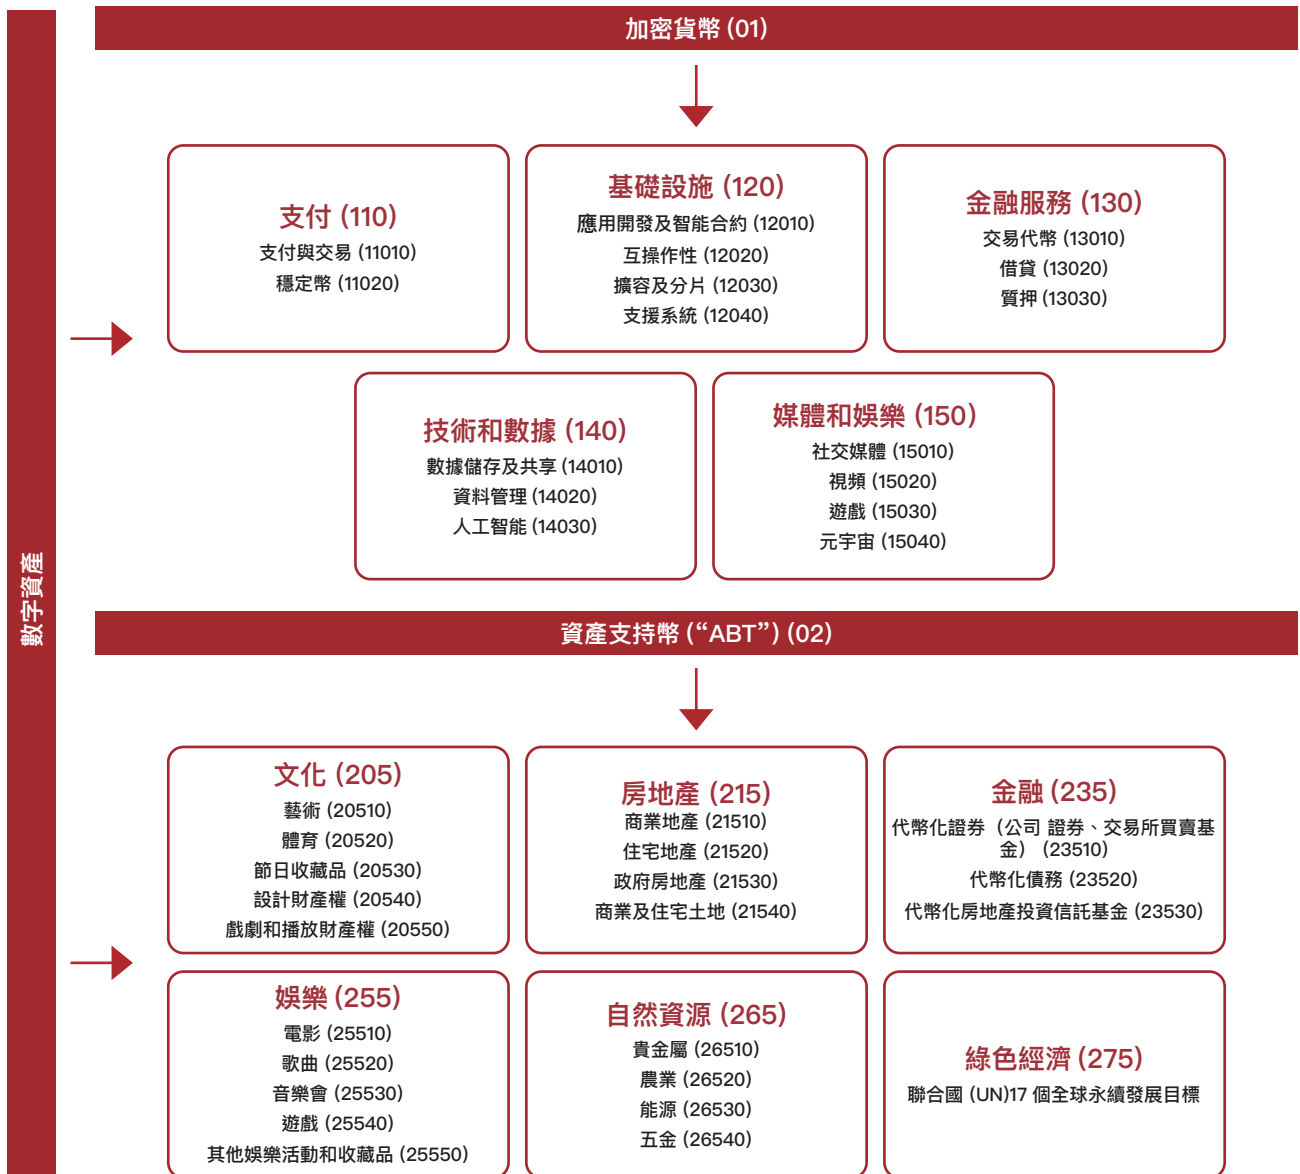 數字資產
加密貨幣 (01)
支付 (110)
支付與交易 (11010)
穩定幣 (11020)
基礎設施 (120)
應用開發及智能合約 (12010)
互操作性 (12020)
擴容及分片 (12030)
支援系統 (12040)
金融服務 (130)
交易代幣 (13010)
借貸 (13020)
質押 (13030)
技術和數據 (140)
數據儲存及共享 (14010)
資料管理 (14020)
人工智能 (14030)
媒體和娛樂 (150)
社交媒體 (15010)
視頻 (15020)
遊戲 (15030)
元宇宙 (15040)
資產支持幣 (“ABT”) (02)
文化 (205)
藝術 (20510)
體育 (20520)
節日收藏品 (20530)
設計財產權 (20540)
戲劇和播放財產權 (20550)
房地產 (215)
商業地產 (21510)
住宅地產 (21520)
政府房地產 (21530)
商業及住宅土地 (21540)
金融 (235)
代幣化證券（公司 證券、交易所買賣基
金） (23510)
代幣化債務 (23520)
代幣化房地產投資信託基金 (23530)
娛樂 (255)
電影 (25510)
歌曲 (25520)
音樂會 (25530)
遊戲 (25540)
其他娛樂活動和收藏品 (25550)
自然資源 (265)
貴金屬 (26510)
農業 (26520)
能源 (26530)
五金 (26540)
綠色經濟 (275)
聯合國 (UN)17 個全球永續發展目標